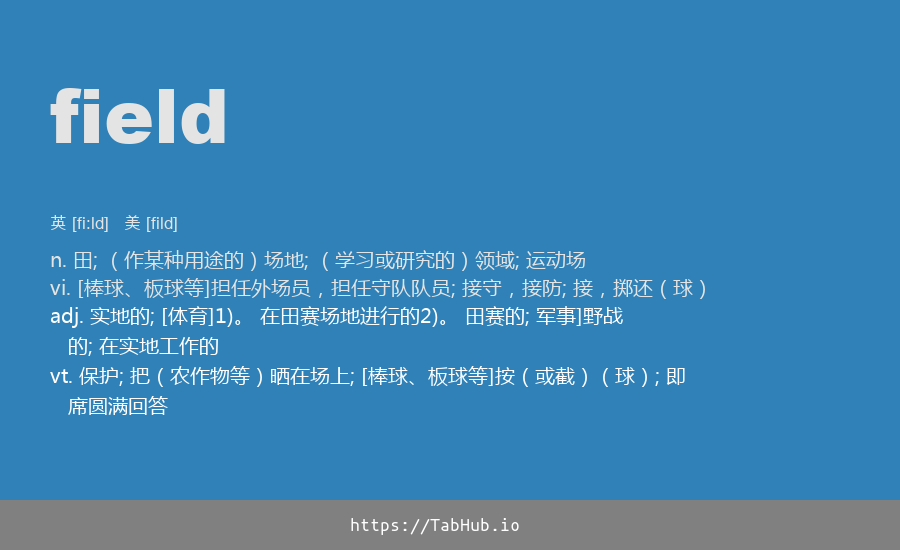 field
英 [fi:ld]   美 [fild]
n. 田; （作某种用途的）场地; （学习或研究的）领域; 运动场
vi. [棒球、板球等]担任外场员，担任守队队员; 接守，接防; 接，掷还（球）
adj. 实地的; [体育]1)。 在田赛场地进行的2)。 田赛的; 军事]野战
的; 在实地工作的
vt. 保护; 把（农作物等）晒在场上; [棒球、板球等]按（或截）（球）; 即
席圆满回答
https://TabHub.io